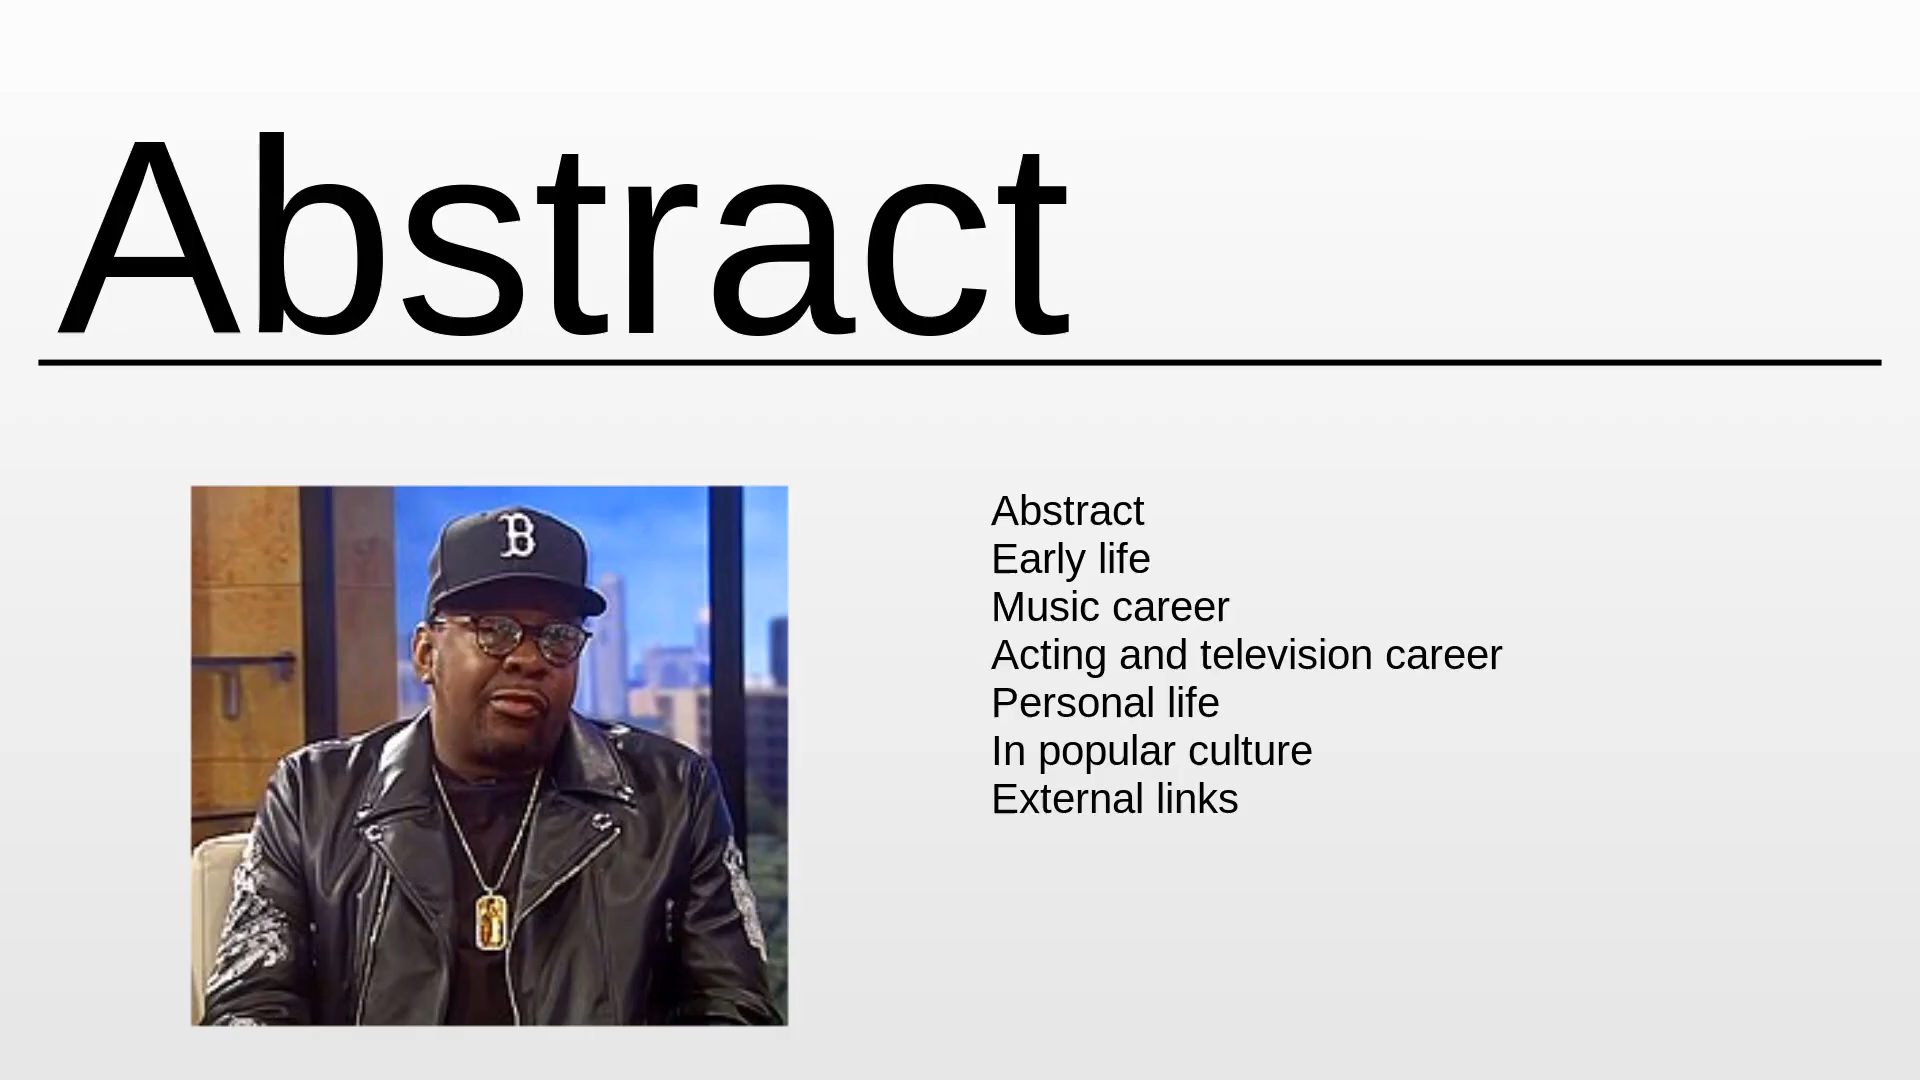 Abstract
B
Abstract
Early life
Music career
Acting and television career
Personal life
In popular culture
External links